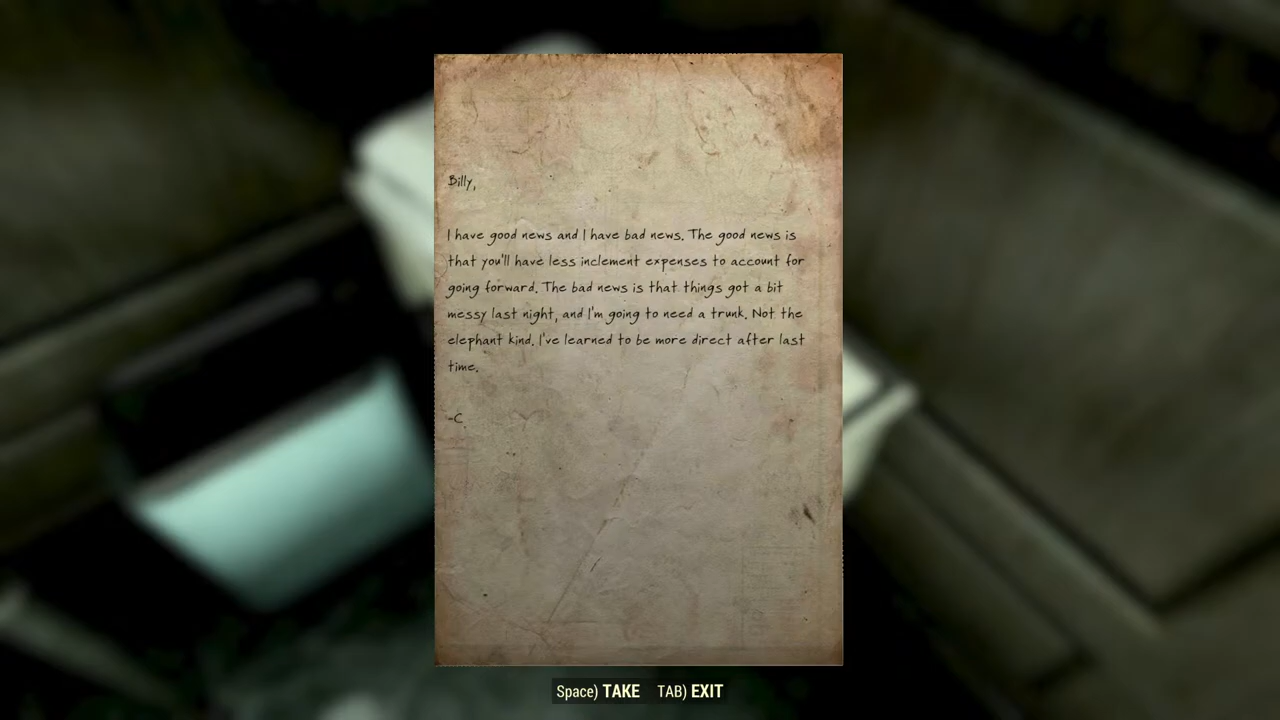 Billy,
I have good news and I have bad news. The good news is
that you'll have less inclement expenses to account for
going forward. The bad news is that things got a bit
messy last night, and I'm going to need a trunk. Not the
elephant kind. I've learned to be more direct after last
time.
-C.
Space) TAKE TAB) EXIT